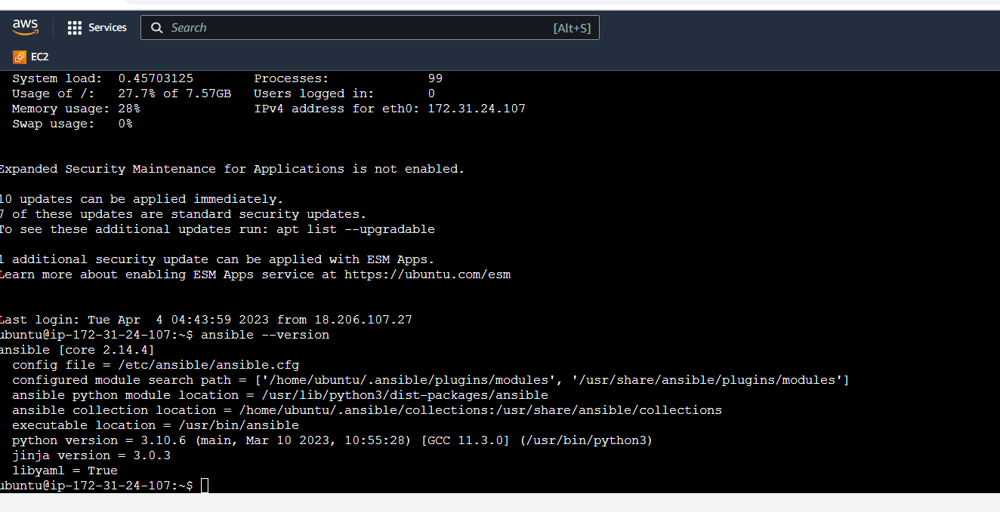 aws
Services
Search
[Alt+S]
EC2
System load:  0.45703125        Processes:             99
Usage of /:   27.7% of 7.57GB   Users logged in:       0
Memory usage: 28%               IPv4 address for eth0: 172.31.24.107
Swap usage:   0%
Expanded Security Maintenance for Applications is not enabled.
10 updates can be applied immediately.
7 of these updates are standard security updates.
To see these additional updates run: apt list --upgradable
1 additional security update can be applied with ESM Apps.
Learn more about enabling ESM Apps service at https://ubuntu.com/esm
Last login: Tue Apr  4 04:43:59 2023 from 18.206.107.27
ubuntu@ip-172-31-24-107:~$ ansible --version
ansible [core 2.14.4]
  config file = /etc/ansible/ansible.cfg
  configured module search path = ['/home/ubuntu/.ansible/plugins/modules', '/usr/share/ansible/plugins/modules']
  ansible python module location = /usr/lib/python3/dist-packages/ansible
  ansible collection location = /home/ubuntu/.ansible/collections:/usr/share/ansible/collections
  executable location = /usr/bin/ansible
  python version = 3.10.6 (main, Mar 10 2023, 10:55:28) [GCC 11.3.0] (/usr/bin/python3)
  jinja version = 3.0.3
  libyaml = True
ubuntu@ip-172-31-24-107:~$